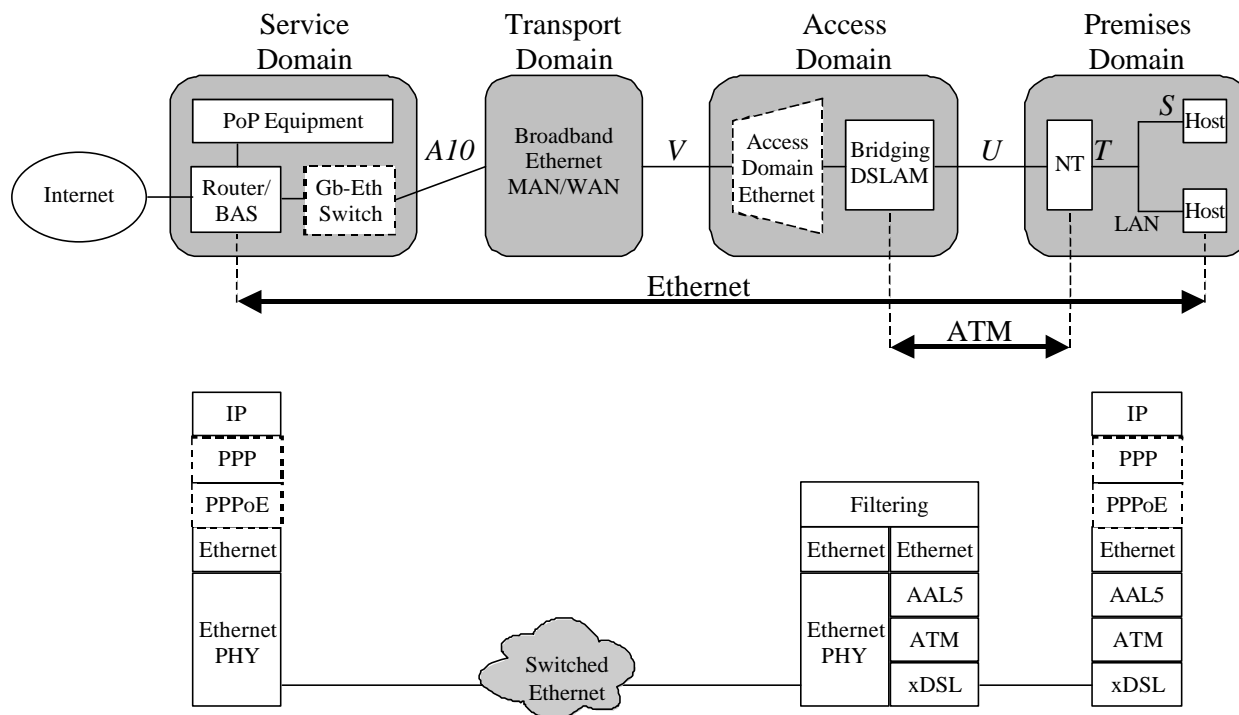 Service
Domain
Transport
Domain
Access
Domain
Premises
Domain
PoP Equipment
Internet
Router/
BAS
Gb-Eth
Switch
A10
Broadband
Ethernet
MAN/WAN
V
Access
Domain
Ethernet
Bridging
DSLAM
U
NT
T
S
Host
LAN
Host
Ethernet
ATM
IP
PPP
PPPoE
Ethernet
Ethernet
PHY
Switched
Ethernet
Filtering
Ethernet
Ethernet
Ethernet
PHY
AAL5
ATM
xDSL
IP
PPP
PPPoE
Ethernet
AAL5
ATM
xDSL